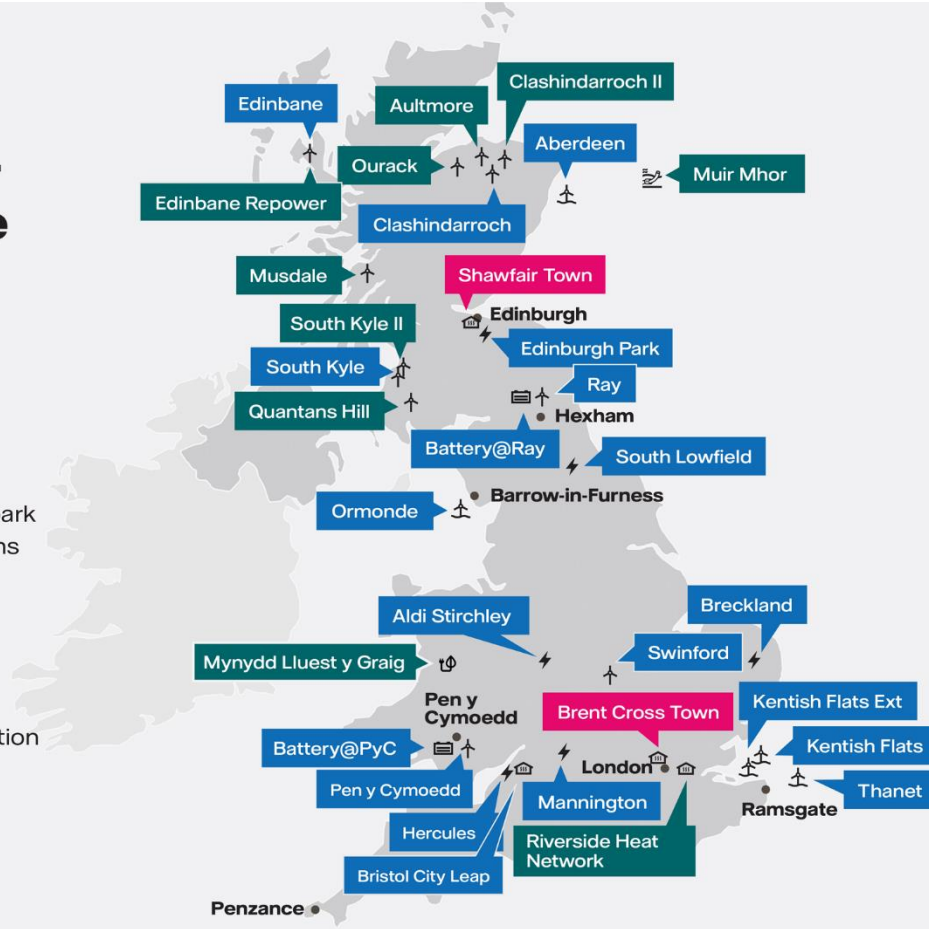 Clashindarroch II
Edinbane
Aultmore
Aberdeen
Ourack
Muir Mhor
Edinbane Repower
Clashindarroch
e
Musdale
Shawfair Town
Edinburgh
South Kyle II
Edinburgh Park
South Kyle
Ray
Quantans Hill
Hexham
Battery@Ray
South Lowfield
Barrow-in-Furness
Ormonde
ark
ns
Breckland
Aldi Stirchley
Swinford
Mynydd Lluest y Graig
Pen y
Cymoedd
Kentish Flats Ext
Brent Cross Town
tion
Battery@PyC
Kentish Flats
London
Pen y Cymoedd
Thanet
Mannington
Ramsgate
Hercules
Riverside Heat
Network
Bristol City Leap
Penzance